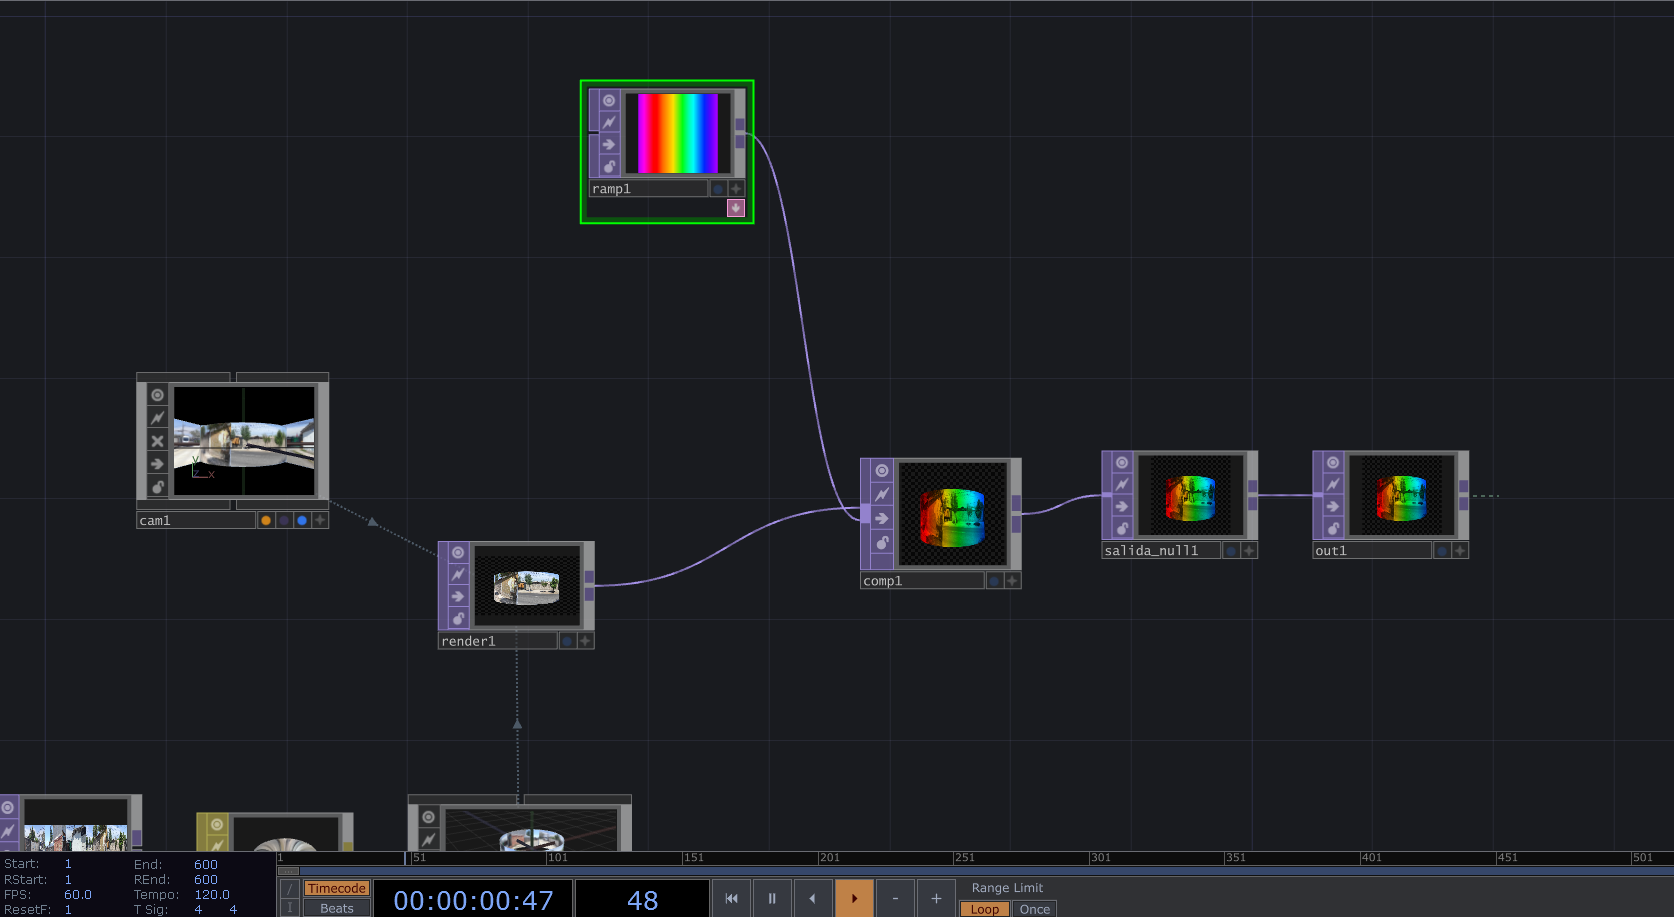 ramp1
Y
Z X
cam1
render1
comp1
salida_null1
out1
1 51 101 151 201 251 301 351 401 451 501
Start: 1 End: 600
RStart: 1 REnd: 600
FPS: 60.0 Tempo: 120.0
ResetF: 1 T Sig: 4 4
/ Timecode
I Beats
00:00:00:47 48
- +
Range Limit
Loop Once